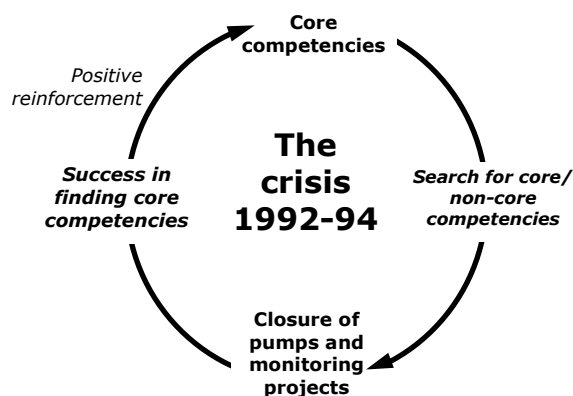 Core
competencies
Positive
reinforcement
The
crisis
1992-94
Success in
finding core
competencies
Search for core/
non-core
competencies
Closure of
pumps and
monitoring
projects